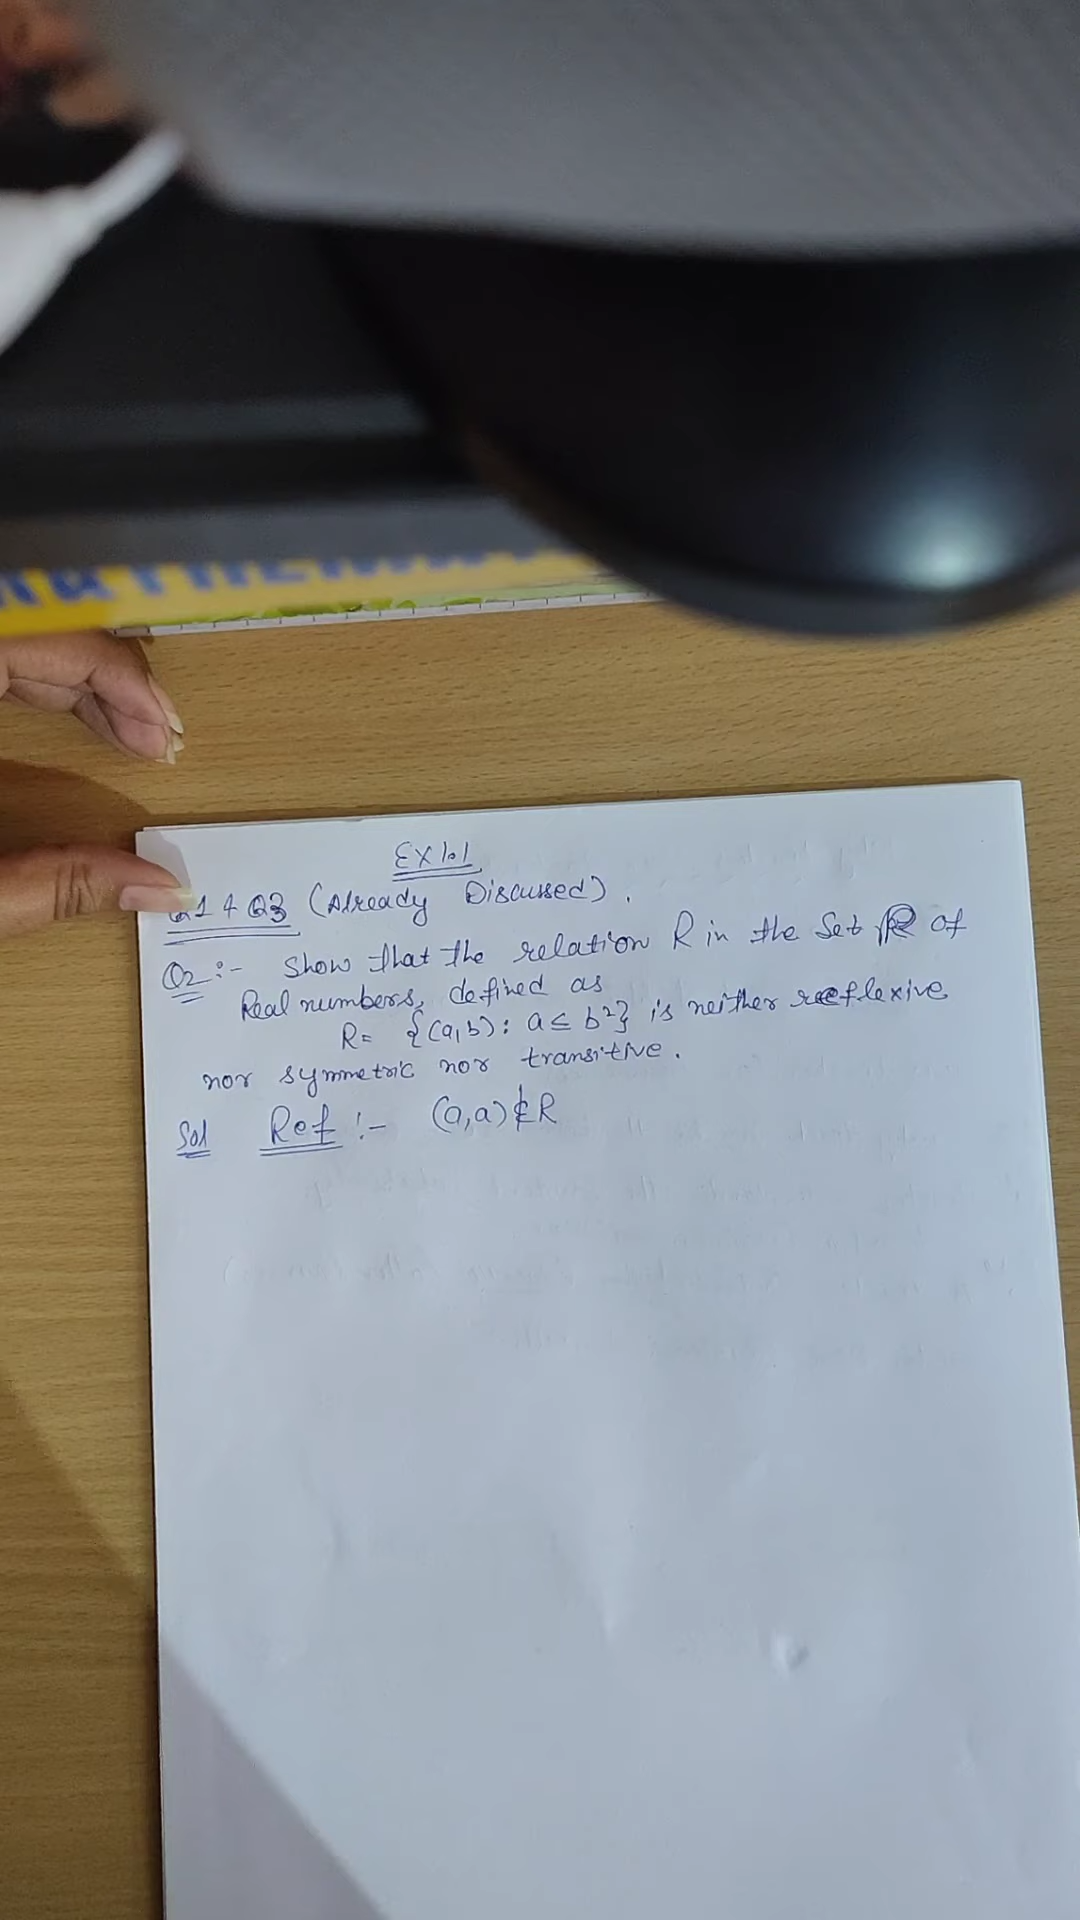 Ex 1.1
Q1 & Q3 (Already Discussed).
Q2:- Show that the relation R in the Set R of
Real numbers, defined as
R= {(a,b): a ≤ b²} is neither reeflexive
nor symmetric nor transitive.
Sol Ref :- (a,a) ∉ R